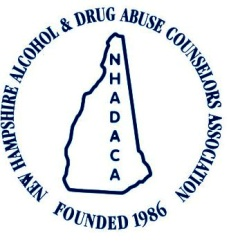 NEW HAMPSHIRE ALCOHOL & DRUG ABUSE COUNSELORS ASSOCIATION
NHADACA
FOUNDED 1986